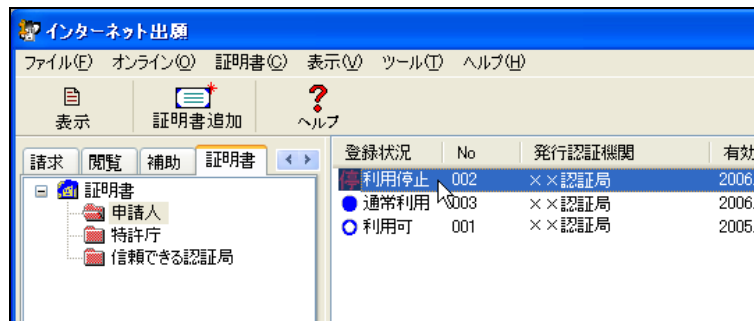 インターネット出願
ファイル(F) オンライン(O) 証明書(C) 表示(V) ツール(T) ヘルプ(H)
表示 証明書追加 ヘルプ
請求 閲覧 補助 証明書
証明書
申請人
特許庁
信頼できる認証局
登録状況 No 発行認証機関 有効
停 利用停止 002 ××認証局 2006.
通常利用 003 ××認証局 2006.
利用可 001 ××認証局 2005.